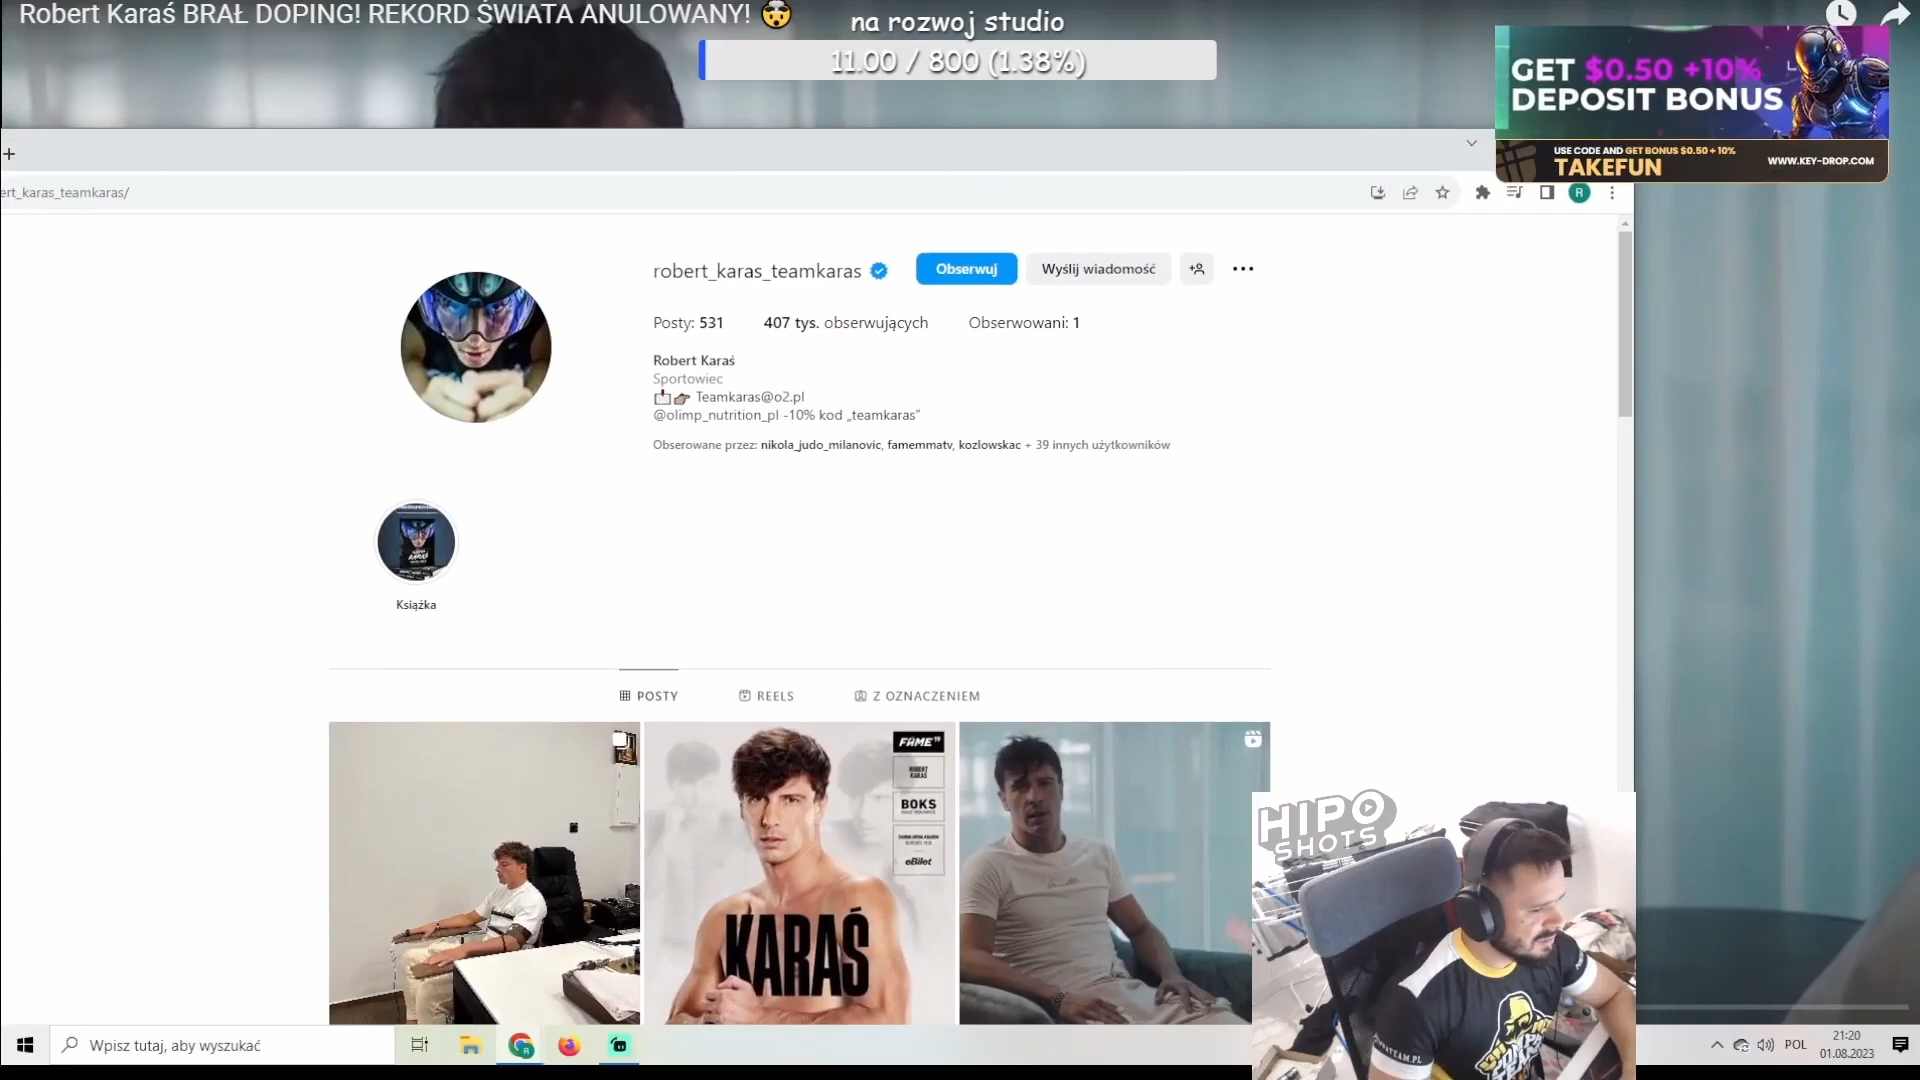 Robert Karaś BRAŁ DOPING! REKORD ŚWIATA ANULOWANY!
na rozwoj studio
11.00 / 800 (1.38%)
GET $0.50 +10%
DEPOSIT BONUS
USE CODE AND GET BONUS $0.50 + 10%
TAKEFUN
WWW.KEY-DROP.COM
ert_karas_teamkaras/
R
robert_karas_teamkaras
Obserwuj
Wyślij wiadomość
Posty: 531
407 tys. obserwujących
Obserwowani: 1
Robert Karaś
Sportowiec
Teamkaras@o2.pl
@olimp_nutrition_pl -10% kod „teamkaras”
Obserowane przez: nikola_judo_milanovic, famemmatv, kozlowskac + 39 innych użytkowników
KARAŚ
Książka
POSTY
REELS
Z OZNACZENIEM
FAME
ROBERT
KARAŚ
BOKS
eBilet
KARAŚ
HIPO
SHOTS
Wpisz tutaj, aby wyszukać
POL
21:20
01.08.2023